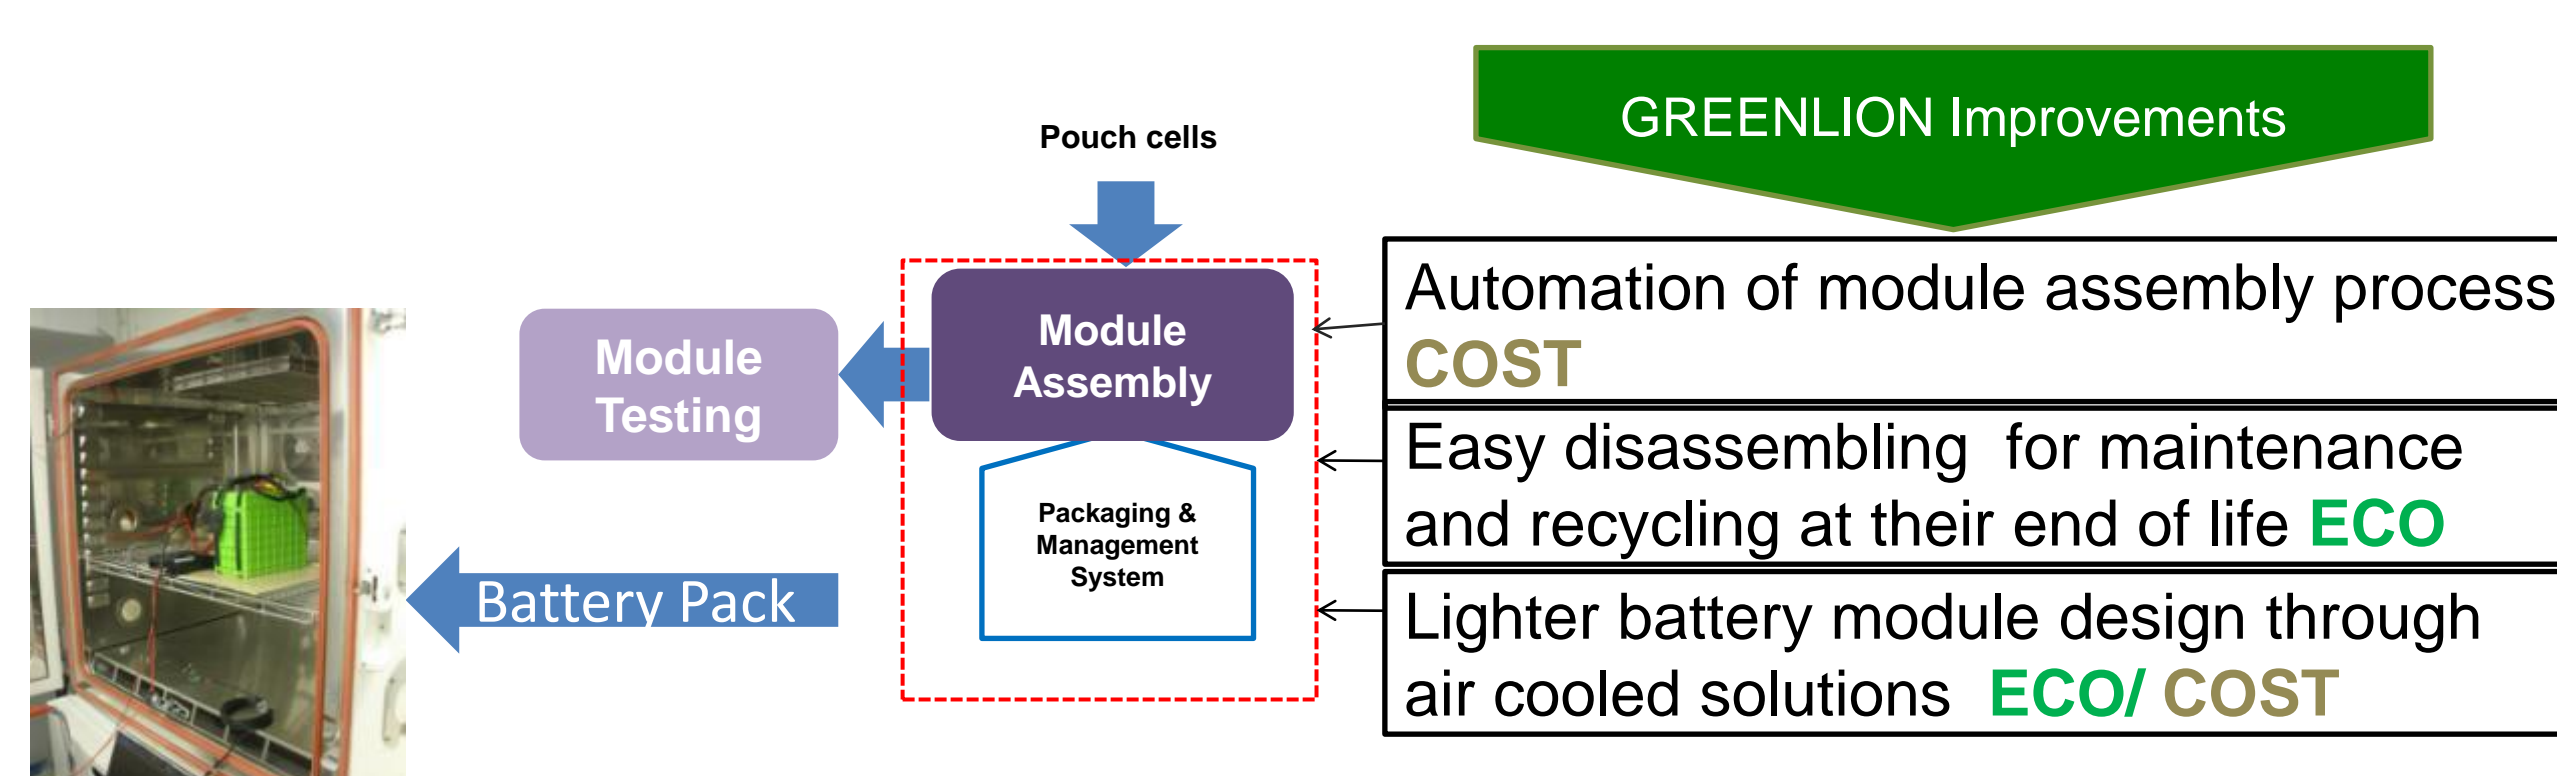 GREENLION Improvements
Pouch cells
Module
Assembly
Module
Testing
Packaging &
Management
System
Battery Pack
Automation of module assembly process
COST
Easy disassembling for maintenance
and recycling at their end of life ECO
Lighter battery module design through
air cooled solutions ECO/ COST